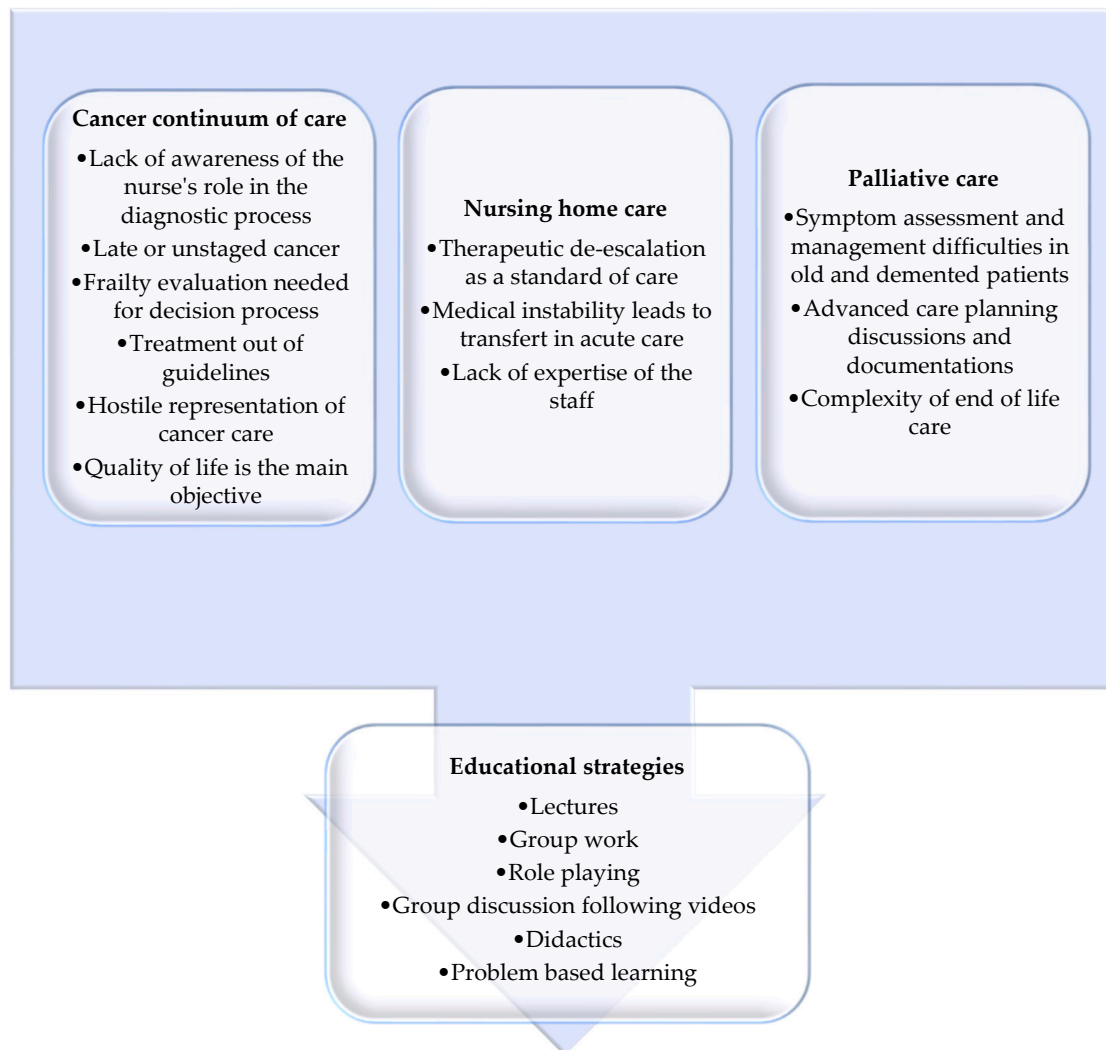 Cancer continuum of care
•Lack of awareness of the
nurse's role in the
diagnostic process
•Late or unstaged cancer
•Frailty evaluation needed
for decision process
•Treatment out of
guidelines
•Hostile representation of
cancer care
•Quality of life is the main
objective
Nursing home care
•Therapeutic de-escalation
as a standard of care
•Medical instability leads to
transfert in acute care
•Lack of expertise of the
staff
Palliative care
•Symptom assessment and
management difficulties in
old and demented patients
•Advanced care planning
discussions and
documentations
•Complexity of end of life
care
Educational strategies
•Lectures
•Group work
•Role playing
•Group discussion following videos
•Didactics
•Problem based learning